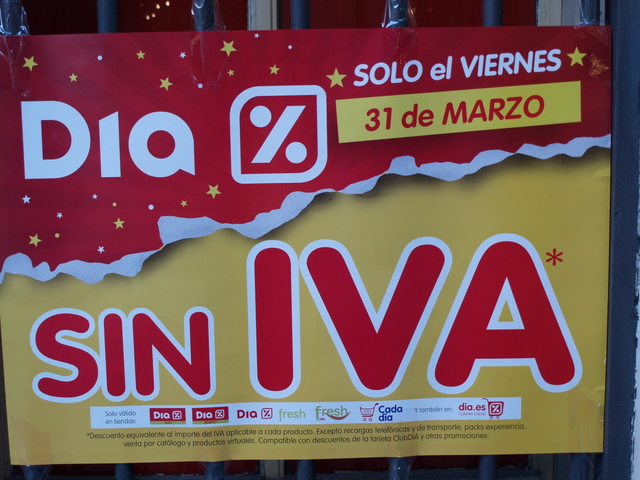 SOLO el VIERNES
31 de MARZO
Dia %
SIN IVA*
Solo válido en tiendas: Dia % Dia % Dia % fresh fresh Cada día Y también en: dia.es
*Descuento equivalente al importe del IVA aplicable a cada producto. Excepto recargas telefónicas y de transporte, packs experiencia,
venta por catálogo y productos virtuales. Compatible con descuentos de la tarjeta ClubDIA y otras promociones.